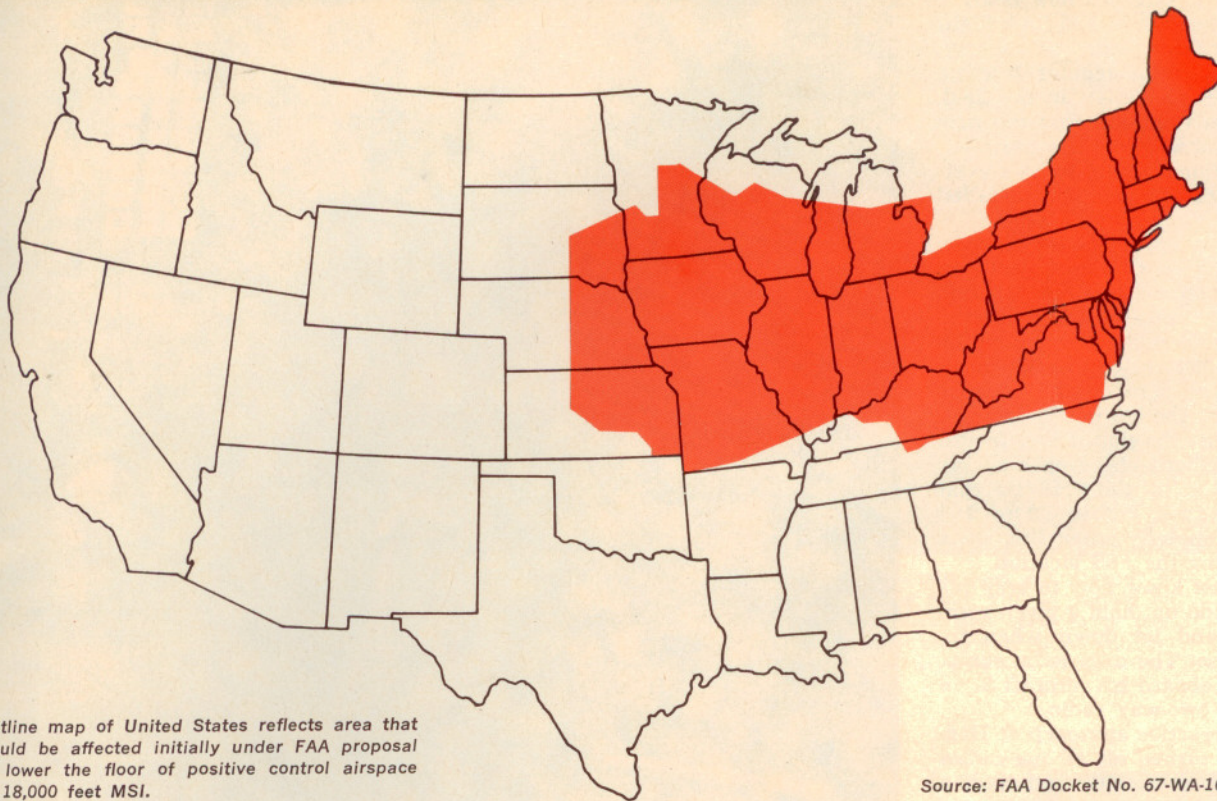 tline map of United States reflects area that
uld be affected initially under FAA proposal
lower the floor of positive control airspace
18,000 feet MSI.
Source: FAA Docket No. 67-WA-1